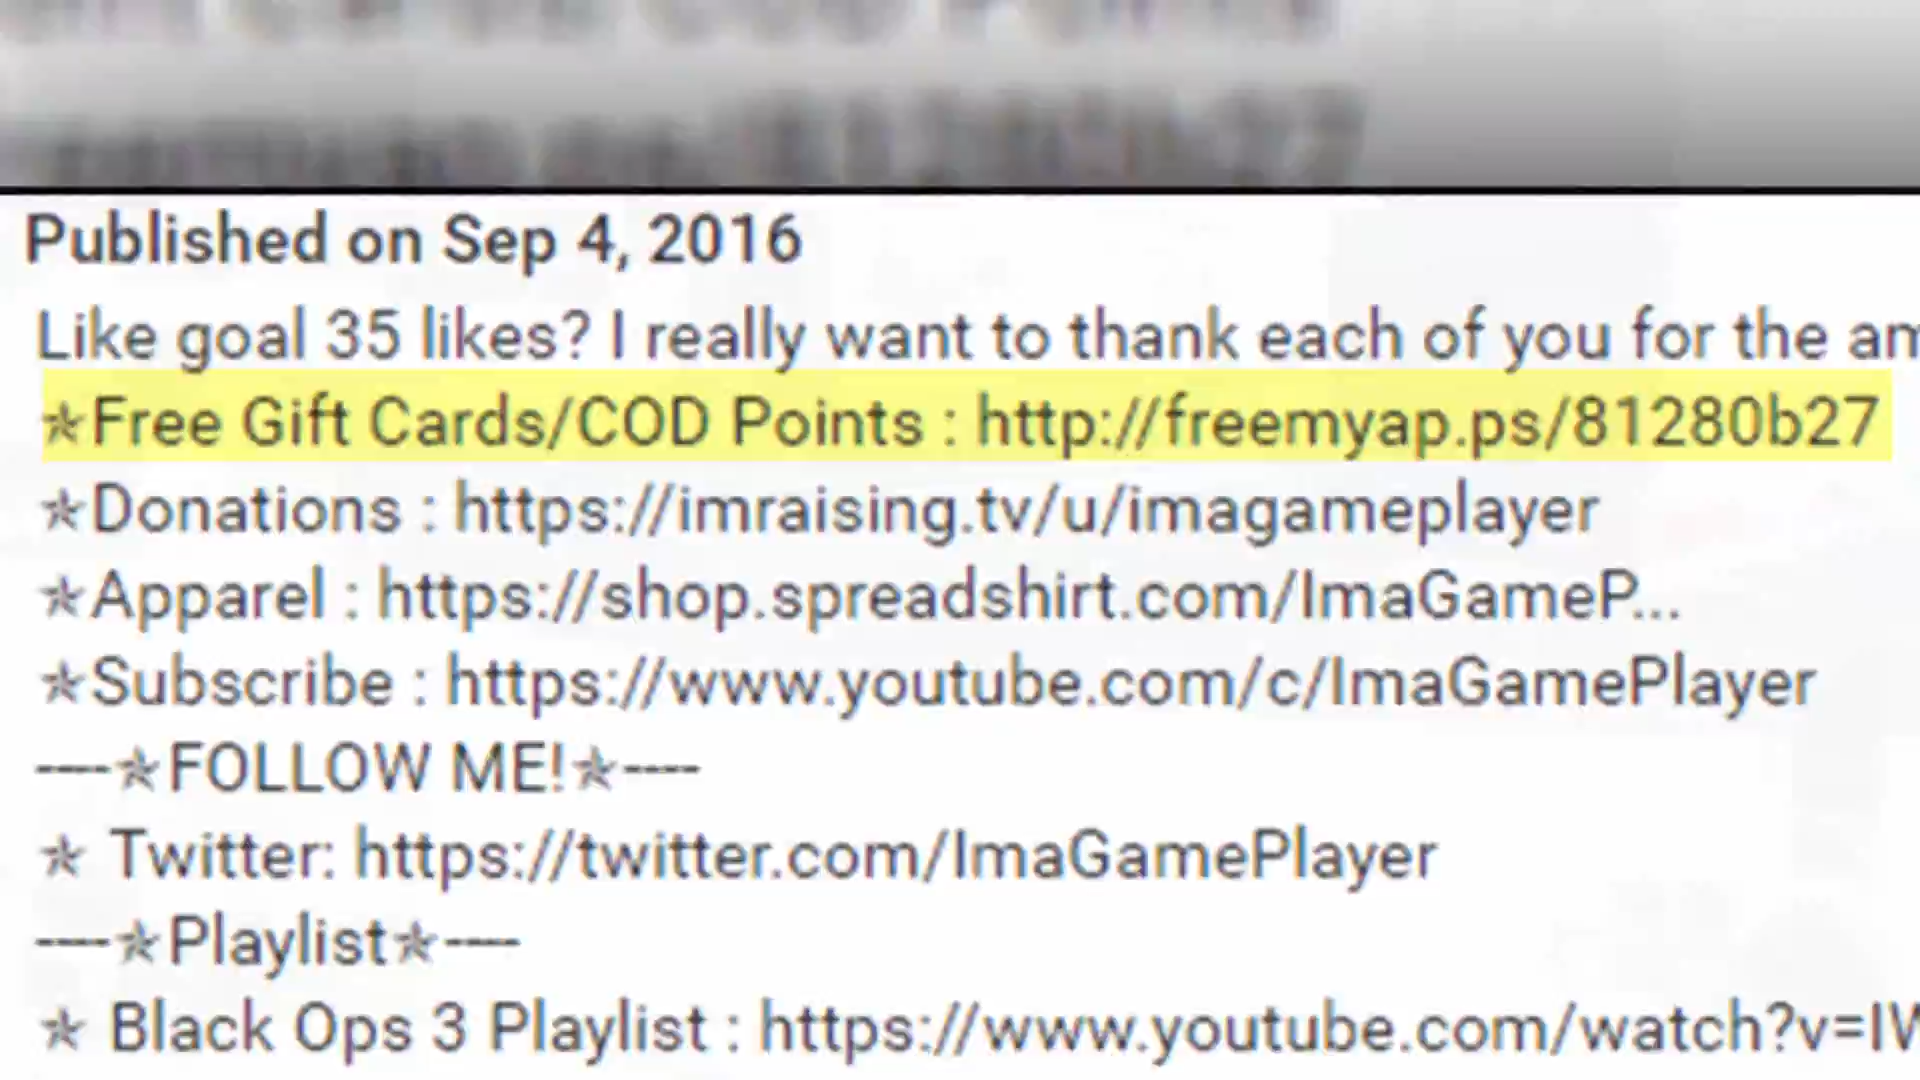 Published on Sep 4, 2016
Like goal 35 likes? I really want to thank each of you for the am
✯Free Gift Cards/COD Points : http://freemyap.ps/81280b27
✯Donations : https://imraising.tv/u/imagameplayer
✯Apparel : https://shop.spreadshirt.com/ImaGameP...
✯Subscribe : https://www.youtube.com/c/ImaGamePlayer
----✯FOLLOW ME!✯----
✯ Twitter: https://twitter.com/ImaGamePlayer
----✯Playlist✯----
✯ Black Ops 3 Playlist : https://www.youtube.com/watch?v=IW